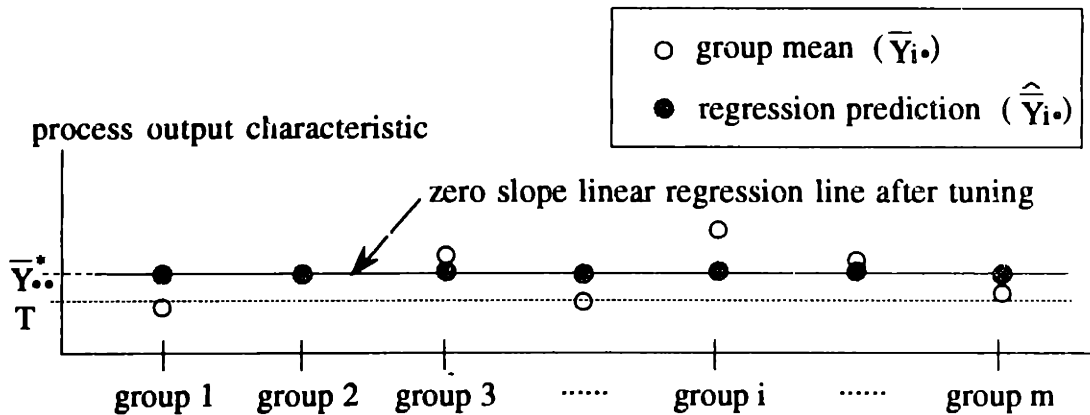 group mean (Y̅i•)
regression prediction (Y̅̂i•)
process output characteristic
zero slope linear regression line after tuning
Y̅••*
T
group 1 group 2 group 3 ...... group i ...... group m